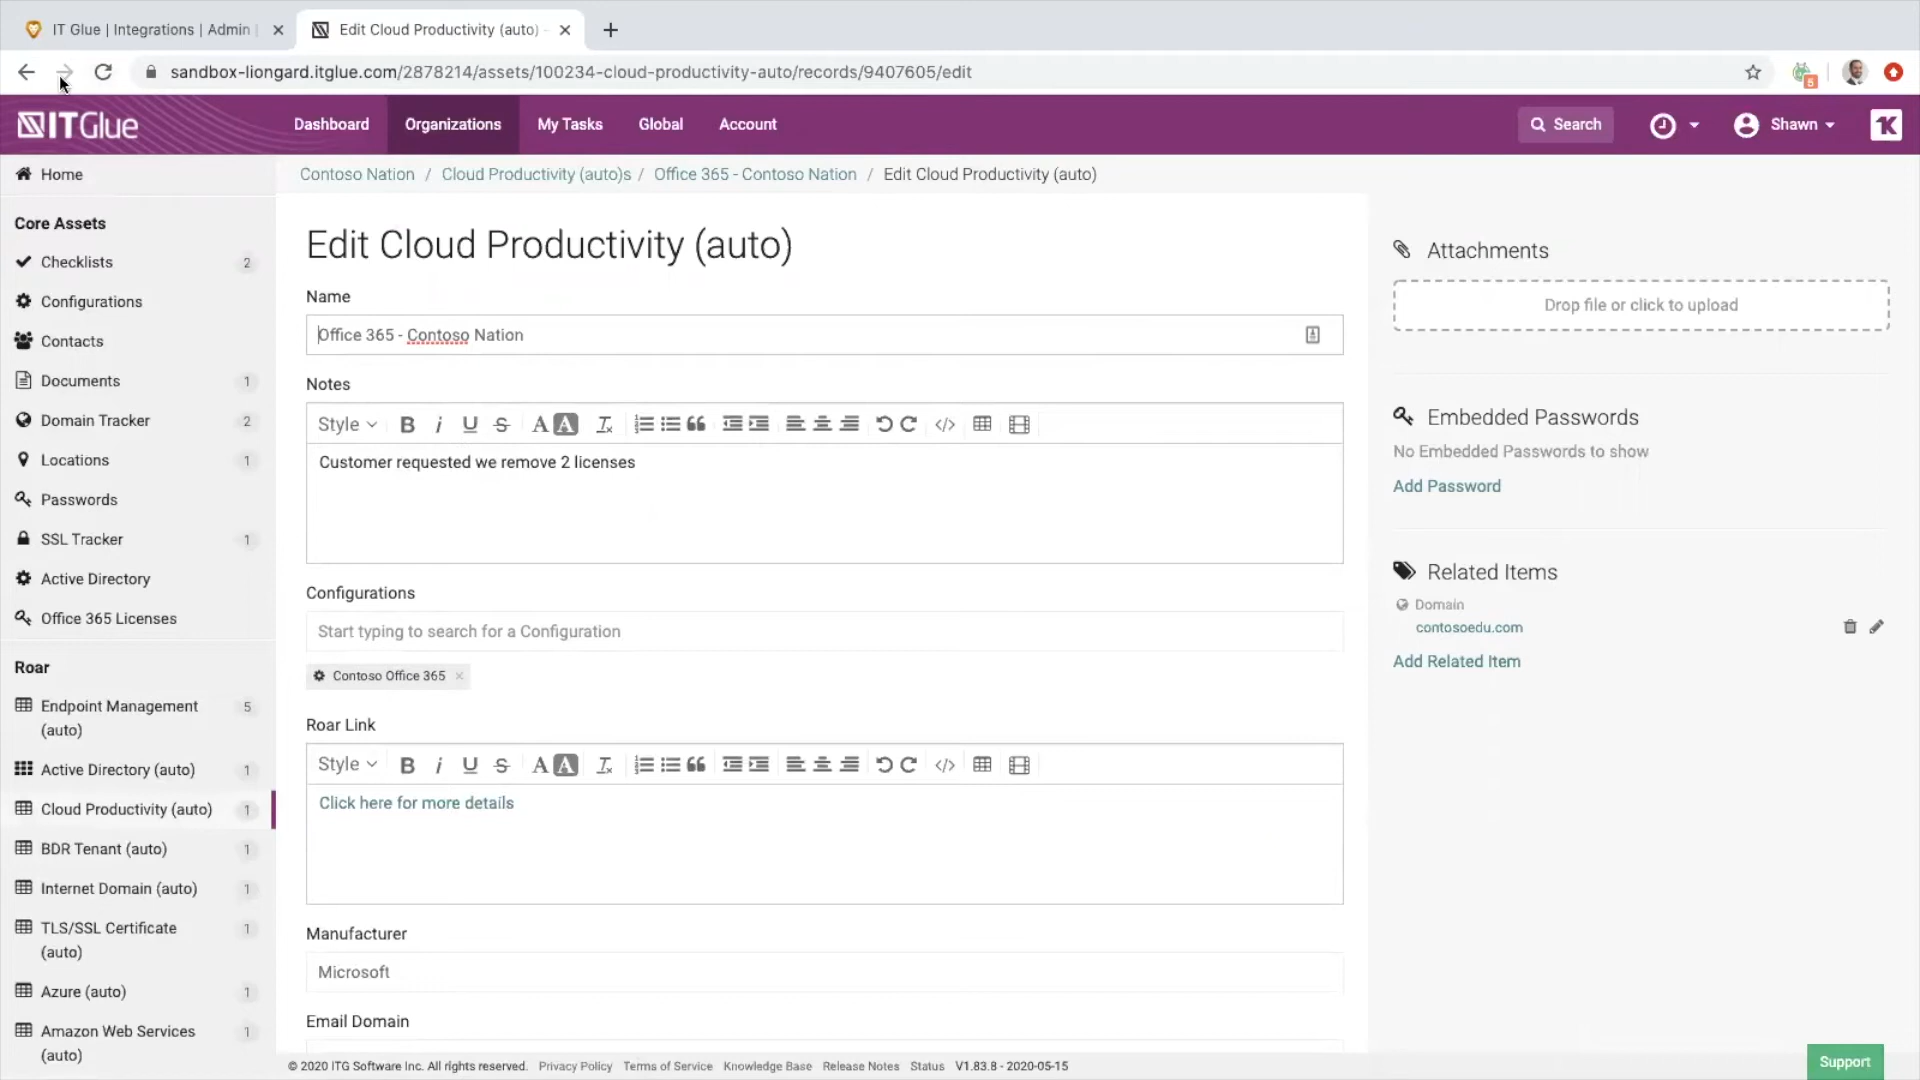 IT Glue | Integrations | Admin
Edit Cloud Productivity (auto) -
sandbox-liongard.itglue.com/2878214/assets/100234-cloud-productivity-auto/records/9407605/edit
5
ITGlue
Dashboard
Organizations
My Tasks
Global
Account
Search
Shawn
K
Home
Contoso Nation / Cloud Productivity (auto)s / Office 365 - Contoso Nation / Edit Cloud Productivity (auto)
Core Assets
Checklists 2
Configurations
Contacts
Documents 1
Domain Tracker 2
Locations 1
Passwords
SSL Tracker 1
Active Directory
Office 365 Licenses
Roar
Endpoint Management 5
(auto)
Active Directory (auto) 1
Cloud Productivity (auto) 1
BDR Tenant (auto) 1
Internet Domain (auto) 1
TLS/SSL Certificate 1
(auto)
Azure (auto) 1
Amazon Web Services 1
(auto)
Edit Cloud Productivity (auto)
Name
Office 365 - Contoso Nation
Notes
Style B i U S A A Tx </>
Customer requested we remove 2 licenses
Configurations
Start typing to search for a Configuration
Contoso Office 365 ×
Roar Link
Style B i U S A A Tx </>
Click here for more details
Manufacturer
Microsoft
Email Domain
Attachments
Drop file or click to upload
Embedded Passwords
No Embedded Passwords to show
Add Password
Related Items
Domain
contosoedu.com
Add Related Item
© 2020 ITG Software Inc. All rights reserved. Privacy Policy Terms of Service Knowledge Base Release Notes Status V1.83.8 - 2020-05-15
Support